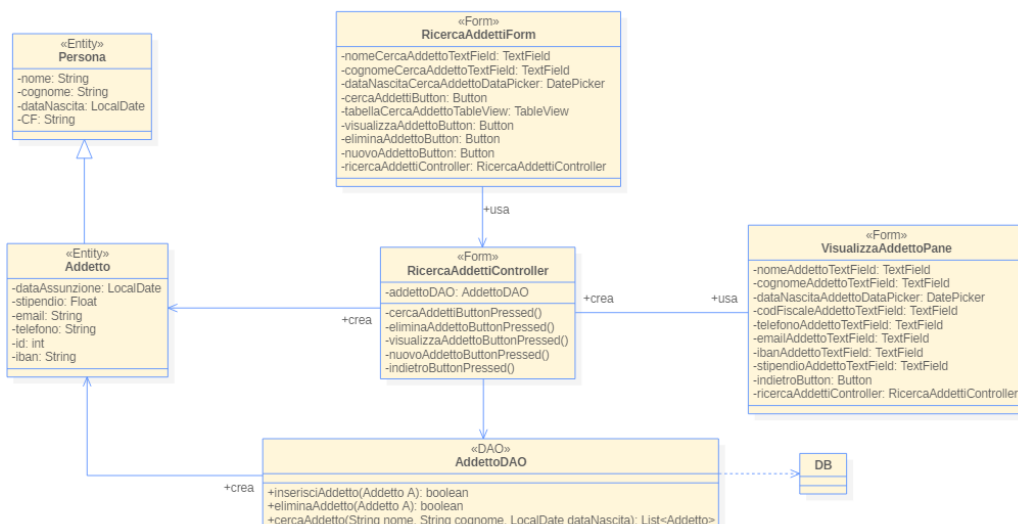 «Form»
RicercaAddettiForm
-nomeCercaAddettoTextField: TextField
-cognomeCercaAddettoTextField: TextField
-dataNascitaCercaAddettoDataPicker: DatePicker
-cercaAddettiButton: Button
-tabellaCercaAddettoTableView: TableView
-visualizzaAddettoButton: Button
-eliminaAddettoButton: Button
-nuovoAddettoButton: Button
-ricercaAddettiController: RicercaAddettiController
«Entity»
Persona
-nome: String
-cognome: String
-dataNascita: LocalDate
-CF: String
+usa
«Entity»
Addetto
-dataAssunzione: LocalDate
-stipendio: Float
-email: String
-telefono: String
-id: int
-iban: String
+crea
«Form»
RicercaAddettiController
-addettoDAO: AddettoDAO
-cercaAddettiButtonPressed()
-eliminaAddettoButtonPressed()
-visualizzaAddettoButtonPressed()
-nuovoAddettoButtonPressed()
-indietroButtonPressed()
+crea
+usa
«Form»
VisualizzaAddettoPane
-nomeAddettoTextField: TextField
-cognomeAddettoTextField: TextField
-dataNascitaAddettoDataPicker: DatePicker
-codFiscaleAddettoTextField: TextField
-telefonoAddettoTextField: TextField
-emailAddettoTextField: TextField
-ibanAddettoTextField: TextField
-stipendioAddettoTextField: TextField
-indietroButton: Button
-ricercaAddettiController: RicercaAddettiController
+crea
«DAO»
AddettoDAO
+inserisciAddetto(Addetto A): boolean
+eliminaAddetto(Addetto A): boolean
+cercaAddetto(String nome, String cognome, LocalDate dataNascita): List<Addetto>
DB